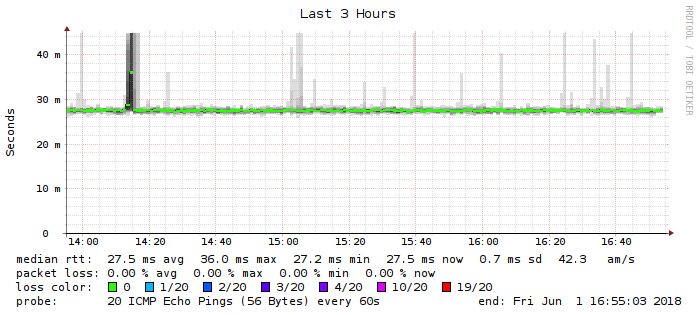 Last 3 Hours
RRDTOOL / TOBI OETIKER
Seconds
40 m
30 m
20 m
10 m
0
14:00 14:20 14:40 15:00 15:20 15:40 16:00 16:20 16:40
median rtt: 27.5 ms avg 36.0 ms max 27.2 ms min 27.5 ms now 0.7 ms sd 42.3 am/s
packet loss: 0.00 % avg 0.00 % max 0.00 % min 0.00 % now
loss color: 0 1/20 2/20 3/20 4/20 10/20 19/20
probe: 20 ICMP Echo Pings (56 Bytes) every 60s end: Fri Jun 1 16:55:03 2018